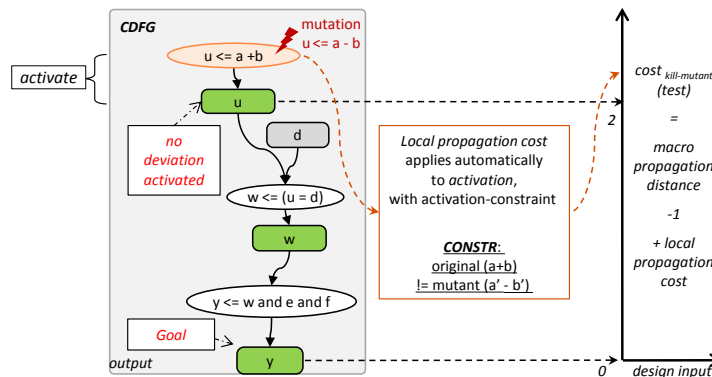 CDFG
mutation
u <= a - b
u <= a +b
activate
u
no
deviation
activated
d
w <= (u = d)
w
y <= w and e and f
Goal
output
y
Local propagation cost
applies automatically
to activation,
with activation-constraint
CONSTR:
original (a+b)
!= mutant (a’ - b’)
2
0
cost kill-mutant
(test)
=
macro
propagation
distance
-1
+ local
propagation
cost
design input